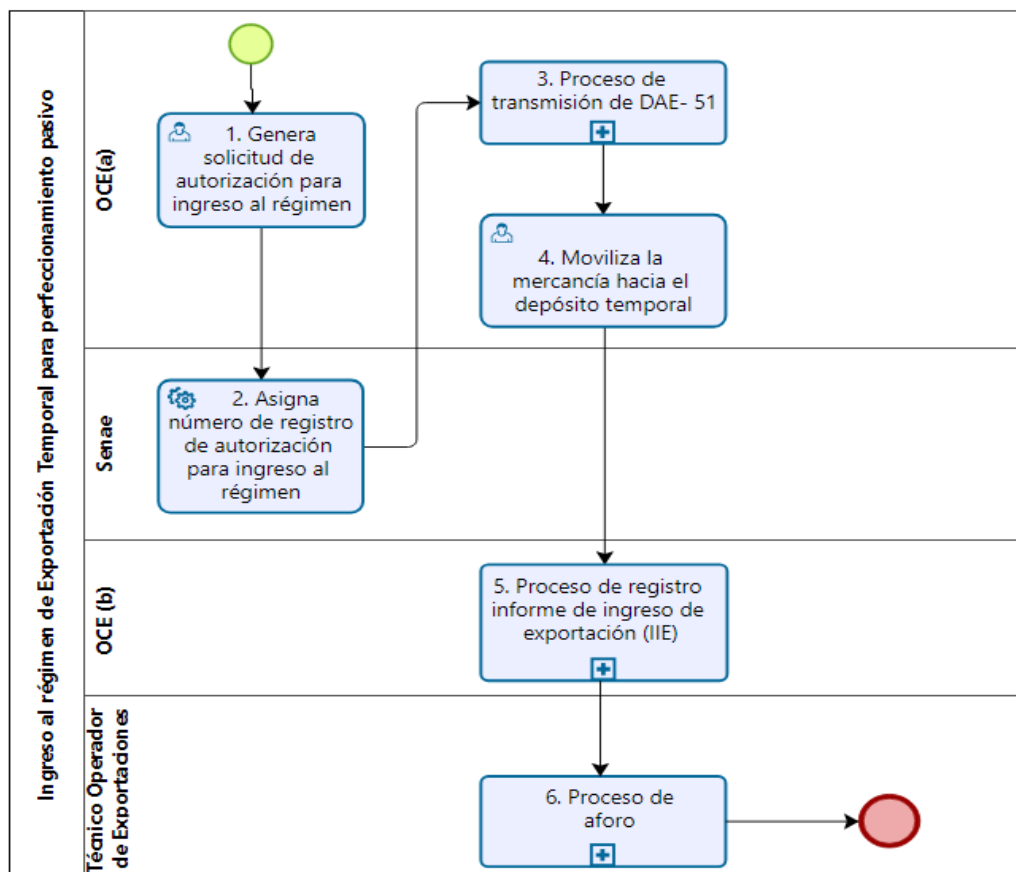 Ingreso al régimen de Exportación Temporal para perfeccionamiento pasivo
OCE(a)
1. Genera
solicitud de
autorización para
ingreso al régimen
3. Proceso de
transmisión de DAE- 51
4. Moviliza la
mercancía hacia el
depósito temporal
Senae
2. Asigna
número de registro
de autorización
para ingreso al
régimen
OCE (b)
5. Proceso de registro
informe de ingreso de
exportación (IIE)
Técnico Operador
de Exportaciones
6. Proceso de
aforo